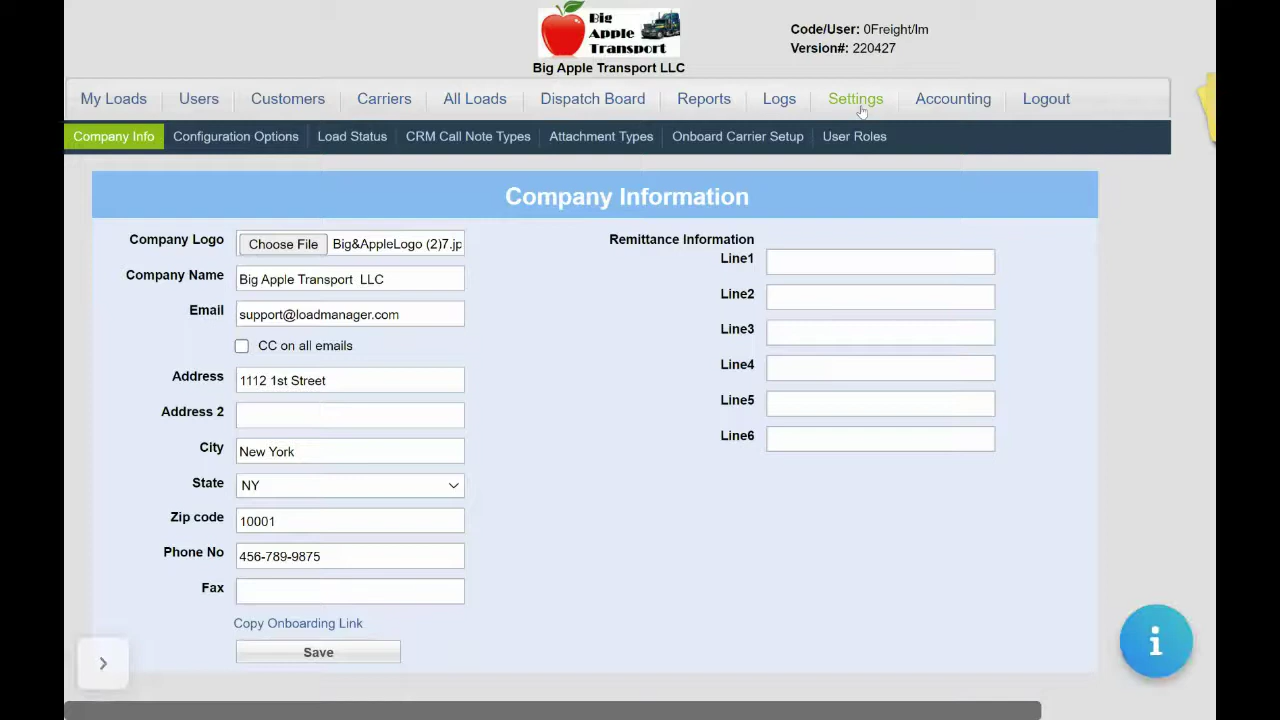 Big
Apple
Transport
Big Apple Transport LLC
Code/User: 0Freight/lm
Version#: 220427
My Loads Users Customers Carriers All Loads Dispatch Board Reports Logs Settings Accounting Logout
Company Info Configuration Options Load Status CRM Call Note Types Attachment Types Onboard Carrier Setup User Roles
Company Information
Company Logo Choose File Big&AppleLogo (2)7.jp
Company Name Big Apple Transport LLC
Email support@loadmanager.com
CC on all emails
Address 1112 1st Street
Address 2
City New York
State NY
Zip code 10001
Phone No 456-789-9875
Fax
Copy Onboarding Link
Save
Remittance Information
Line1
Line2
Line3
Line4
Line5
Line6
i